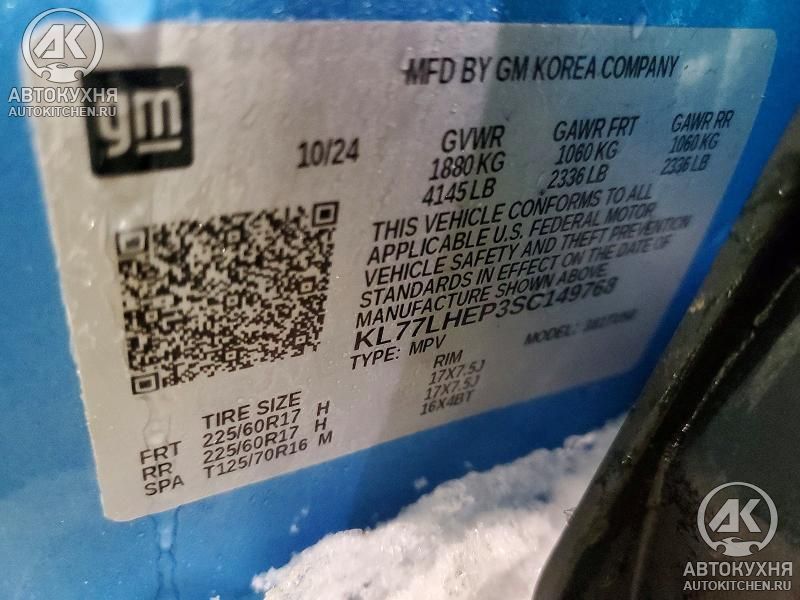 АК
АВТОКУХНЯ
AUTOKITCHEN.RU
gm
MFD BY GM KOREA COMPANY
10/24
GVWR GAWR FRT GAWR RR
1880 KG 1060 KG 1060 KG
4145 LB 2336 LB 2336 LB
THIS VEHICLE CONFORMS TO ALL
APPLICABLE U.S. FEDERAL MOTOR
VEHICLE SAFETY AND THEFT PREVENTION
STANDARDS IN EFFECT ON THE DATE OF
MANUFACTURE SHOWN ABOVE.
KL77LHEP3SC149768
TYPE: MPV MODEL:
TIRE SIZE RIM
FRT 225/60R17 H 17X7.5J
RR 225/60R17 H 17X7.5J
SPA T125/70R16 M 16X4BT
АК
АВТОКУХНЯ
AUTOKITCHEN.RU